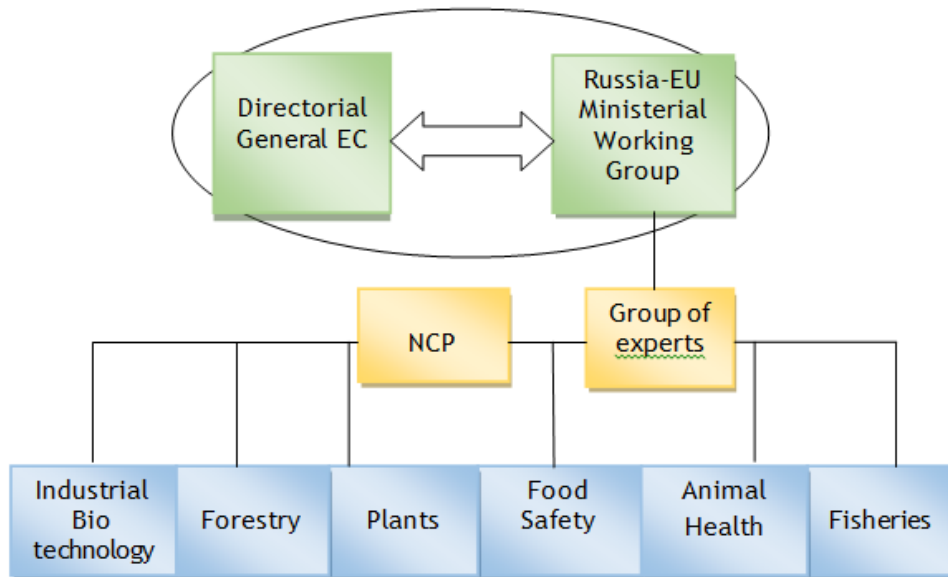 Directorial
General EC
Russia-EU
Ministerial
Working
Group
NCP
Group of
experts
Industrial
Bio
technology
Forestry
Plants
Food
Safety
Animal
Health
Fisheries